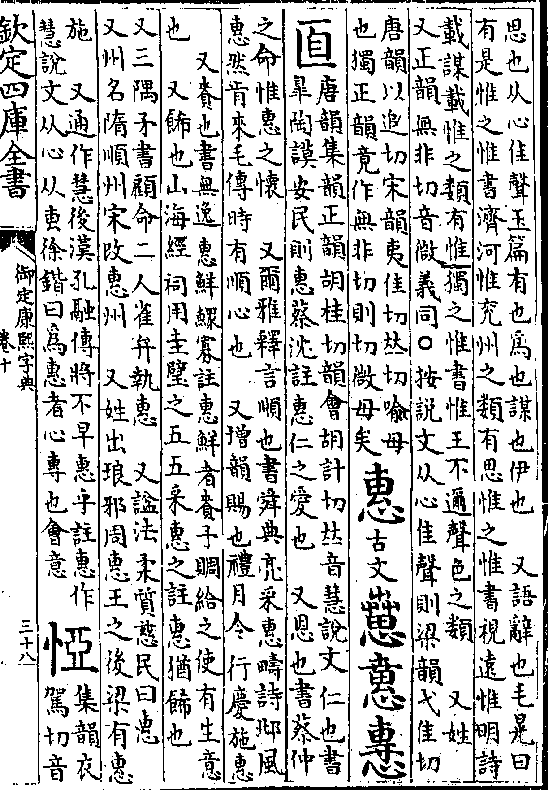 思也从心隹聲玉篇有也爲也謀也伊也　又語辭也毛晃曰
有是惟之惟書濟河惟兖州之類有思惟之惟書視遠惟明詩
載謀載惟之類有惟獨之惟書惟王不邇聲色之類　又姓
又正韻無非切音微義同○按說文从心隹聲則梁韻弋隹切
唐韻以追切宋韻夷隹切𠀤切喻母
也獨正韻竟作無非切則切微母矣
惠古文
唐韻集韻正韻胡桂切韻會胡計切𠀤音慧說文仁也書
臯陶謨安民則惠蔡沈註惠仁之愛也　又恩也書蔡仲
之命惟惠之懷　又爾雅釋言順也書舜典亮采惠疇詩邶風
惠然肯來毛傳時有順心也　又增韻賜也禮月令行慶施惠
又賚也書無逸惠鮮鰥寡註惠鮮者賚予賙給之使有生意
也　又飾也山海經祠用圭璧之五五采惠之註惠猶飾也
又三隅矛書顧命二人雀弁執惠　又諡法柔質慈民曰惠
又州名隋順州宋改惠州　又姓出琅邪周惠王之後梁有惠
施　又通作慧後漢孔融傳將不早惠乎註惠作
慧說文从心从叀徐鍇曰爲惠者心專也會意
𢛄集韻衣
駕切音
欽定四庫全書
御定康熙字典
卷十
三十八